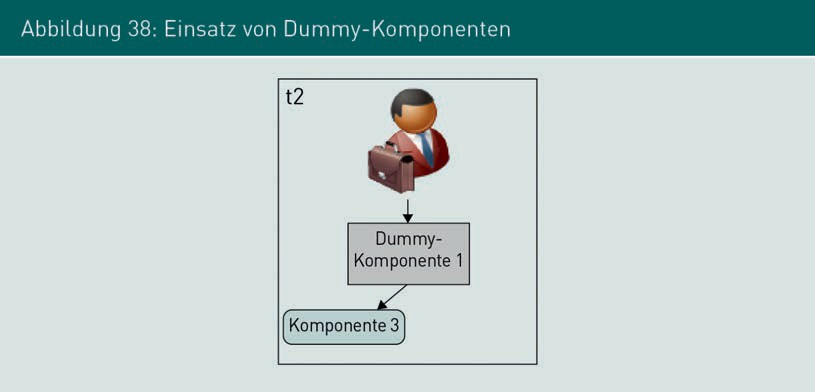 Abbildung 38: Einsatz von Dummy-Komponenten
t2
Dummy-
Komponente 1
Komponente 3